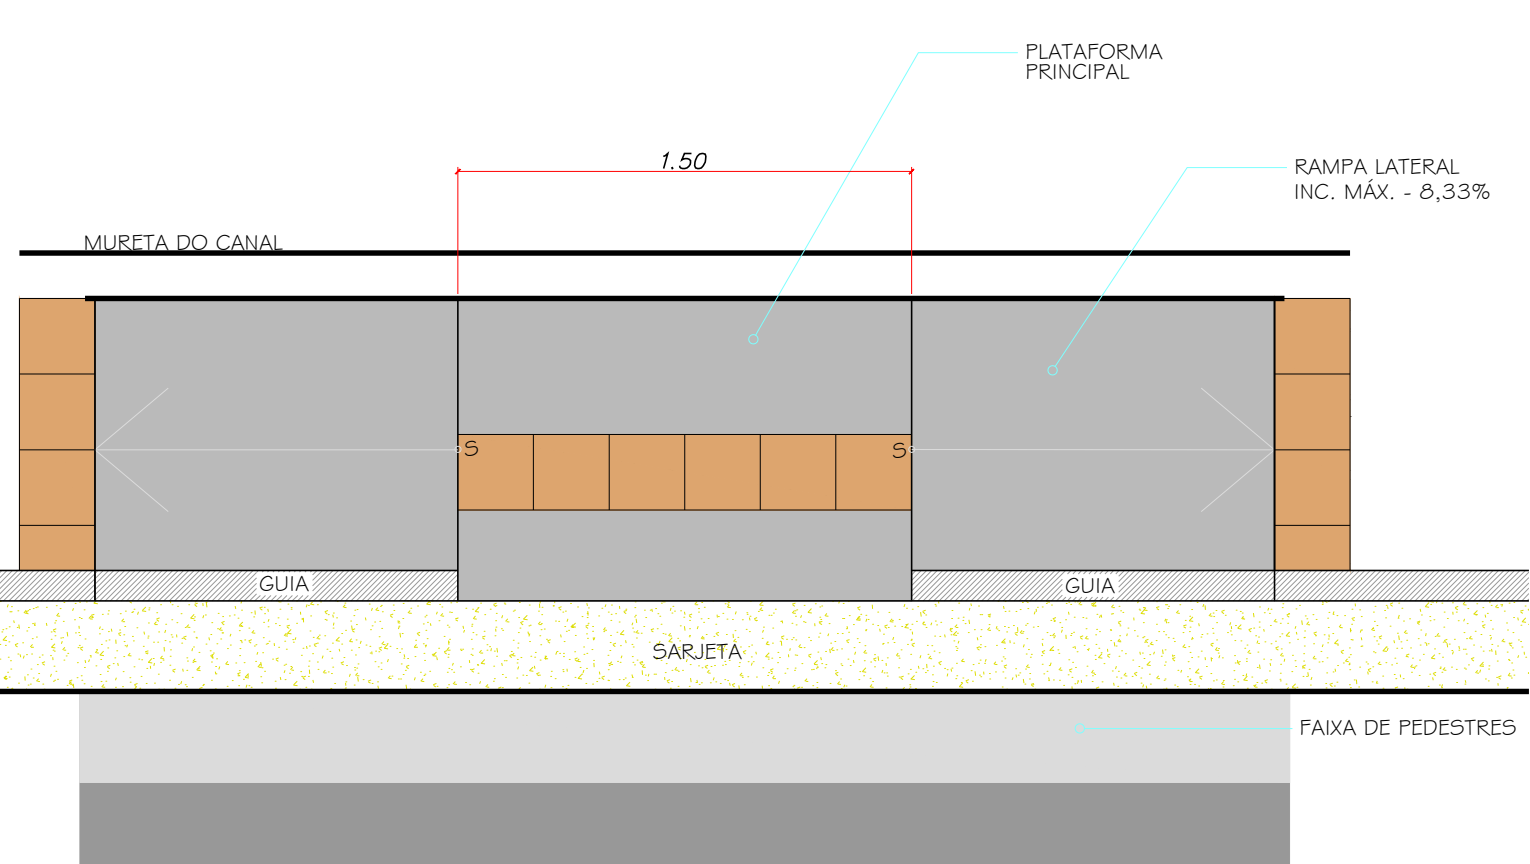 PLATAFORMA
PRINCIPAL
1.50
RAMPA LATERAL
INC. MÁX. - 8,33%
MURETA DO CANAL
S
S
GUIA
GUIA
SARJETA
FAIXA DE PEDESTRES